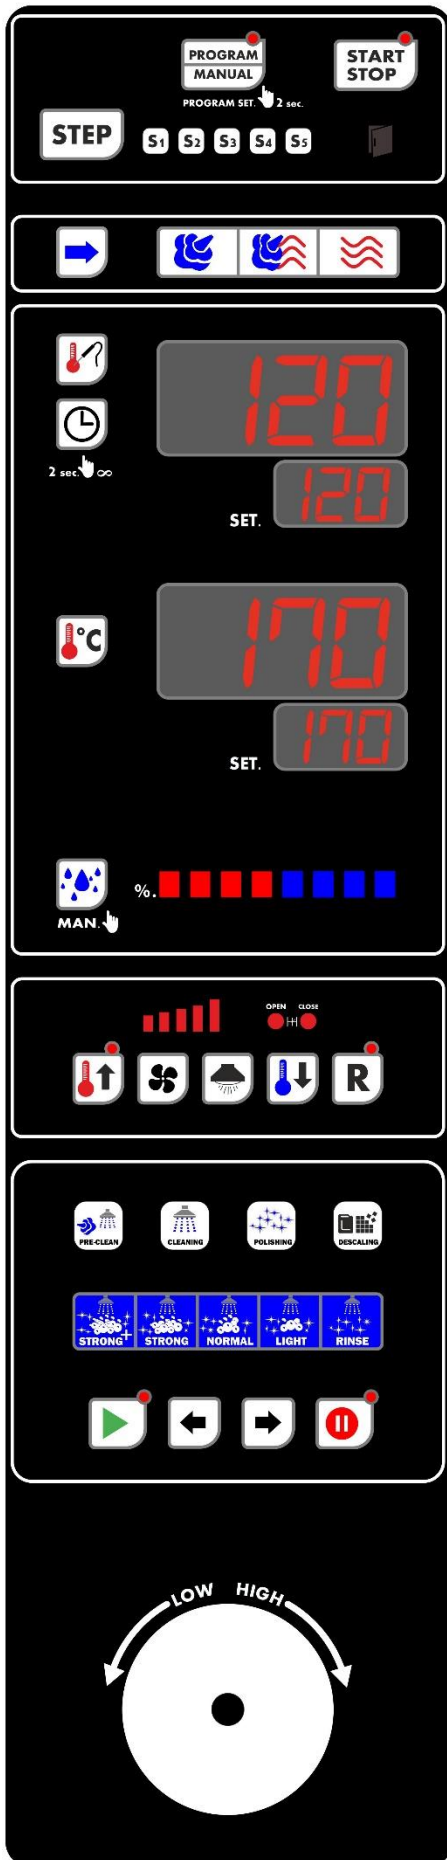 PROGRAM
MANUAL
START
STOP
PROGRAM SET. 2 sec.
STEP
S1 S2 S3 S4 S5
120
2 sec. ∞
SET. 120
°C
170
SET. 170
%.
MAN.
OPEN CLOSE
R
PRE-CLEAN CLEANING POLISHING DESCALING
STRONG+ STRONG NORMAL LIGHT RINSE
LOW HIGH